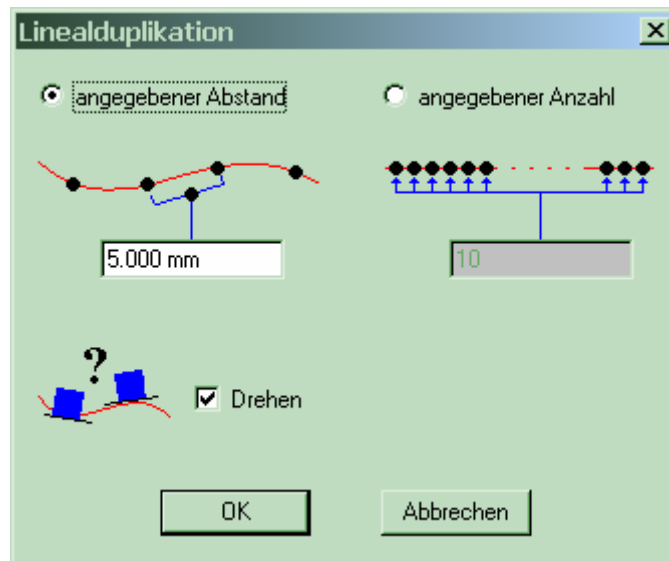 Linealduplikation
angegebener Abstand
angegebener Anzahl
5.000 mm
10
?
Drehen
OK
Abbrechen